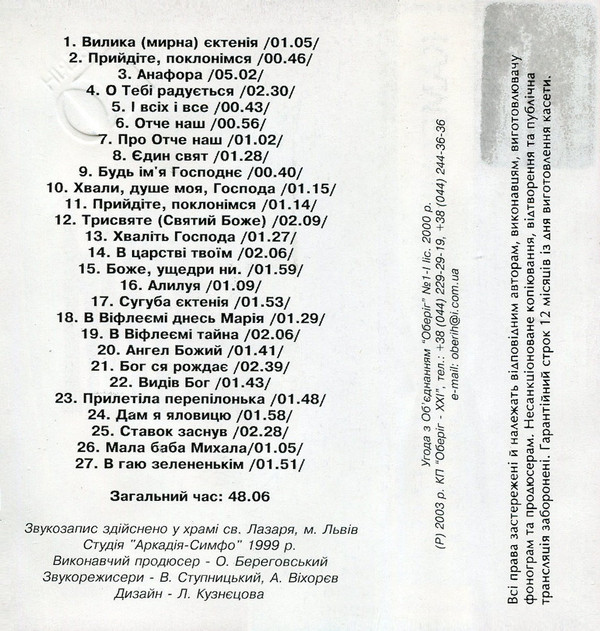 1. Вилика (мирна) єктенія /01.05/
2. Прийдіте, поклонімся /00.46/
3. Анафора /05.02/
4. О Тебі радується /02.30/
5. І всіх і все /00.43/
6. Отче наш /00.56/
7. Про Отче наш /01.02/
8. Єдин свят /01.28/
9. Будь ім'я Господнє /00.40/
10. Хвали, душе моя, Господа /01.15/
11. Прийдіте, поклонімся /01.14/
12. Трисвяте (Святий Боже) /02.09/
13. Хваліть Господа /01.27/
14. В царстві твоїм /02.06/
15. Боже, ущедри ни. /01.59/
16. Алилуя /01.09/
17. Сугуба єктенія /01.53/
18. В Віфлеємі днесь Марія /01.29/
19. В Віфлеємі тайна /02.06/
20. Ангел Божий /01.41/
21. Бог ся рождає /02.39/
22. Видів Бог /01.43/
23. Прилетіла перепілонька /01.48/
24. Дам я яловицю /01.58/
25. Ставок заснув /02.28/
26. Мала баба Михала/01.05/
27. В гаю зелененькім /01.51/
Загальний час: 48.06
Звукозапис здійснено у храмі св. Лазаря, м. Львів
Студія "Аркадія-Симфо" 1999 р.
Виконавчий продюсер - О. Береговський
Звукорежисери - В. Ступницький, А. Віхорєв
Дизайн - Л. Кузнєцова
Угода з Об'єднанням "Оберіг" №1-І ліс. 2000 р.
(Р) 2003 р. КП "Оберіг - ХХІ", тел.: +38 (044) 229-29-19, +38 (044) 244-36-36
e-mail: oberih@i.com.ua
Всі права застережені й належать відповідним авторам, виконавцям, виготовлювачу
фонограм та продюсерам. Несанкціоноване копіювання, відтворення та публічна
трансляція заборонені. Гарантійний строк 12 місяців із дня виготовлення касети.